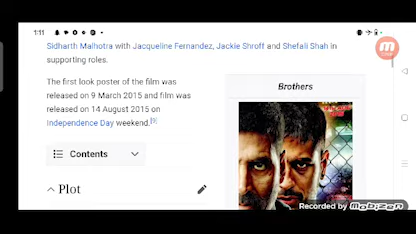 1:11
Sidharth Malhotra with Jacqueline Fernandez, Jackie Shroff and Shefali Shah in
supporting roles.
The first look poster of the film was
released on 9 March 2015 and film was
released on 14 August 2015 on
Independence Day weekend.
Contents
Plot
Brothers
Recorded by mobizen